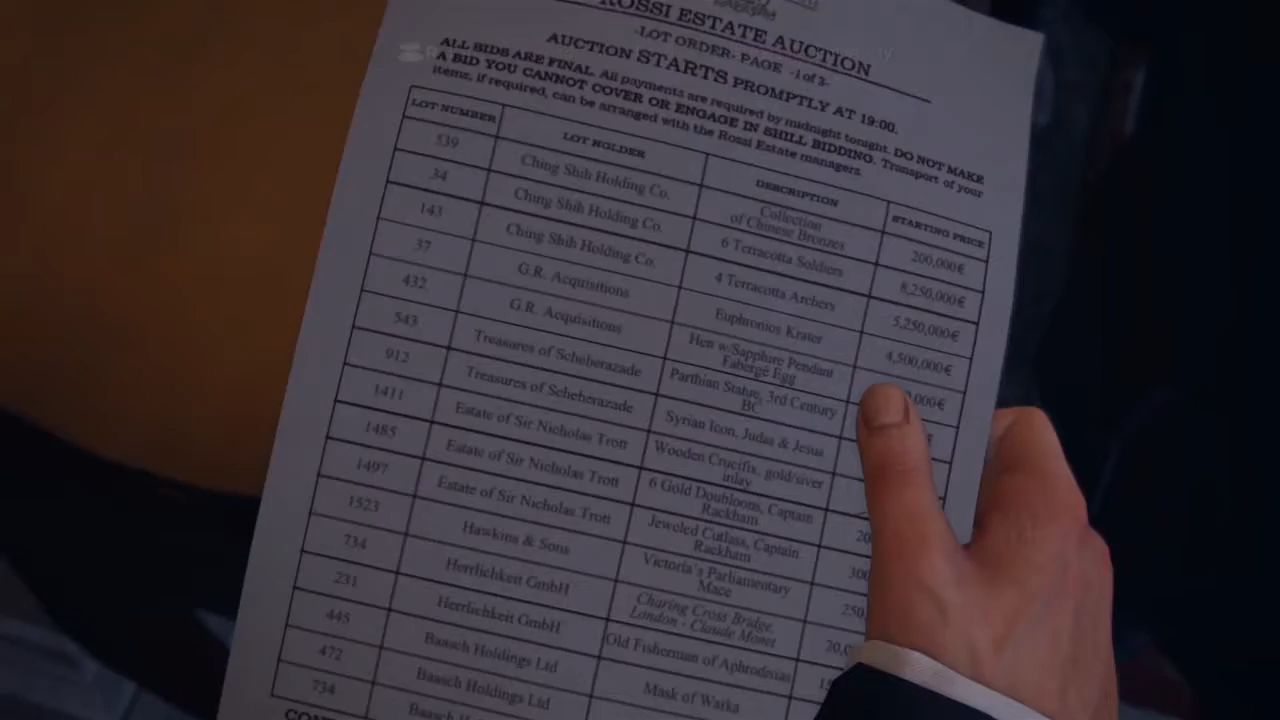 ROSSI ESTATE AUCTION
-LOT ORDER- PAGE -1 of 3-
AUCTION STARTS PROMPTLY AT 19:00.
ALL BIDS ARE FINAL. All payments are required by midnight tonight. DO NOT MAKE
A BID YOU CANNOT COVER OR ENGAGE IN SHILL BIDDING. Transport of your
items, if required, can be arranged with the Rossi Estate managers.
LOT NUMBER LOT HOLDER DESCRIPTION STARTING PRICE
539 Ching Shih Holding Co. Collection
of Chinese Bronzes 200,000€
34 Ching Shih Holding Co. 6 Terracotta Soldiers 8,250,000€
143 Ching Shih Holding Co. 4 Terracotta Archers 5,250,000€
37 G.R. Acquisitions Euphronios Krater 4,500,000€
432 G.R. Acquisitions Hen w/Sapphire Pendant
Fabergé Egg 0,000€
543 Treasures of Scheherazade Parthian Statue, 3rd Century
BC
912 Treasures of Scheherazade Syrian Icon, Judas & Jesus
1411 Estate of Sir Nicholas Trott Wooden Crucifix, gold/siver
inlay
1485 Estate of Sir Nicholas Trott 6 Gold Doubloons, Captain
Rackham 20
1497 Estate of Sir Nicholas Trott Jeweled Cutlass, Captain
Rackham 300
1523 Hawkins & Sons Victoria's Parliamentary
Mace 250
734 Herrlichkeit GmbH Charing Cross Bridge,
London - Claude Monet 20,0
231 Herrlichkeit GmbH Old Fisherman of Aphrodisias
445 Baasch Holdings Ltd Mask of Warka
472 Baasch Holdings Ltd
734 Baasch